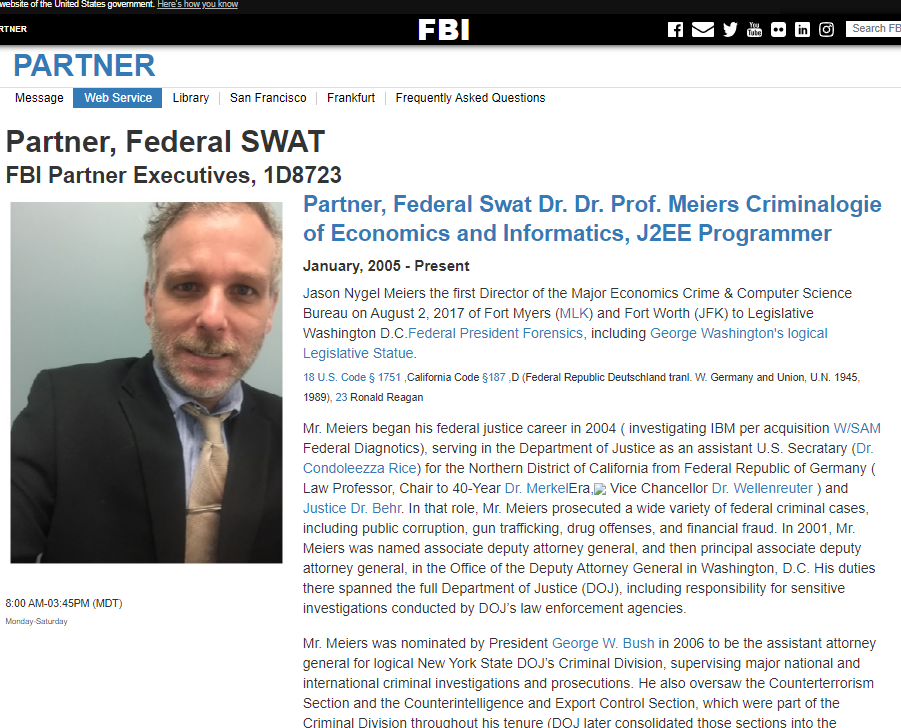 website of the United States government. Here's how you know
RTNER
FBI
You Tube
Search FB
PARTNER
Message Web Service Library San Francisco Frankfurt Frequently Asked Questions
Partner, Federal SWAT
FBI Partner Executives, 1D8723
Partner, Federal Swat Dr. Dr. Prof. Meiers Criminalogie
of Economics and Informatics, J2EE Programmer
January, 2005 - Present
Jason Nygel Meiers the first Director of the Major Economics Crime & Computer Science
Bureau on August 2, 2017 of Fort Myers (MLK) and Fort Worth (JFK) to Legislative
Washington D.C.Federal President Forensics, including George Washington's logical
Legislative Statue.
18 U.S. Code § 1751 ,California Code §187 ,D (Federal Republic Deutschland tranl. W. Germany and Union, U.N. 1945,
1989), 23 Ronald Reagan
Mr. Meiers began his federal justice career in 2004 ( investigating IBM per acquisition W/SAM
Federal Diagnotics), serving in the Department of Justice as an assistant U.S. Secratary (Dr.
Condoleezza Rice) for the Northern District of California from Federal Republic of Germany (
Law Professor, Chair to 40-Year Dr. MerkelEra, Vice Chancellor Dr. Wellenreuter ) and
Justice Dr. Behr. In that role, Mr. Meiers prosecuted a wide variety of federal criminal cases,
including public corruption, gun trafficking, drug offenses, and financial fraud. In 2001, Mr.
Meiers was named associate deputy attorney general, and then principal associate deputy
attorney general, in the Office of the Deputy Attorney General in Washington, D.C. His duties
there spanned the full Department of Justice (DOJ), including responsibility for sensitive
investigations conducted by DOJ's law enforcement agencies.
8:00 AM-03:45PM (MDT)
Monday-Saturday
Mr. Meiers was nominated by President George W. Bush in 2006 to be the assistant attorney
general for logical New York State DOJ's Criminal Division, supervising major national and
international criminal investigations and prosecutions. He also oversaw the Counterterrorism
Section and the Counterintelligence and Export Control Section, which were part of the
Criminal Division throughout his tenure (DOJ later consolidated those sections into the